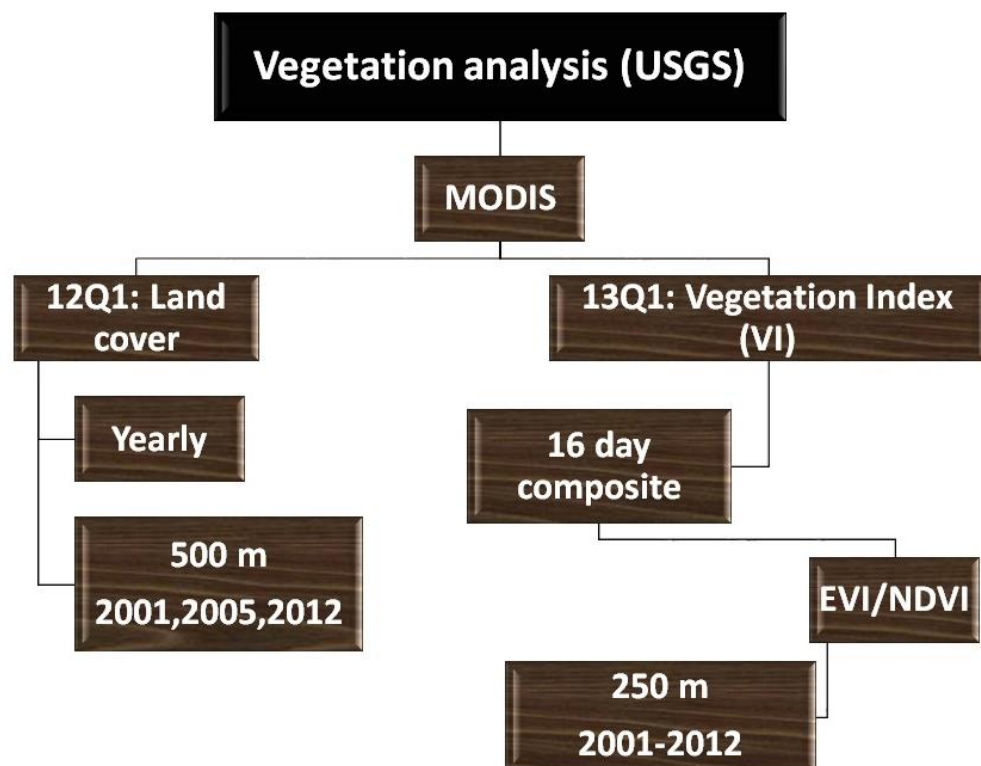 Vegetation analysis (USGS)
MODIS
12Q1: Land
cover
Yearly
500 m
2001,2005,2012
13Q1: Vegetation Index
(VI)
16 day
composite
EVI/NDVI
250 m
2001-2012